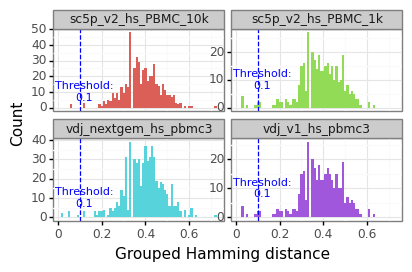 sc5p_v2_hs_PBMC_10k
sc5p_v2_hs_PBMC_1k
50
40
30
20
10
0
Threshold:
0.1
20
0
Threshold:
0.1
Count
vdj_nextgem_hs_pbmc3
vdj_v1_hs_pbmc3
40
30
20
10
0
Threshold:
0.1
20
0
Threshold:
0.1
0 0.2 0.4 0.6
0 0.2 0.4 0.6
Grouped Hamming distance